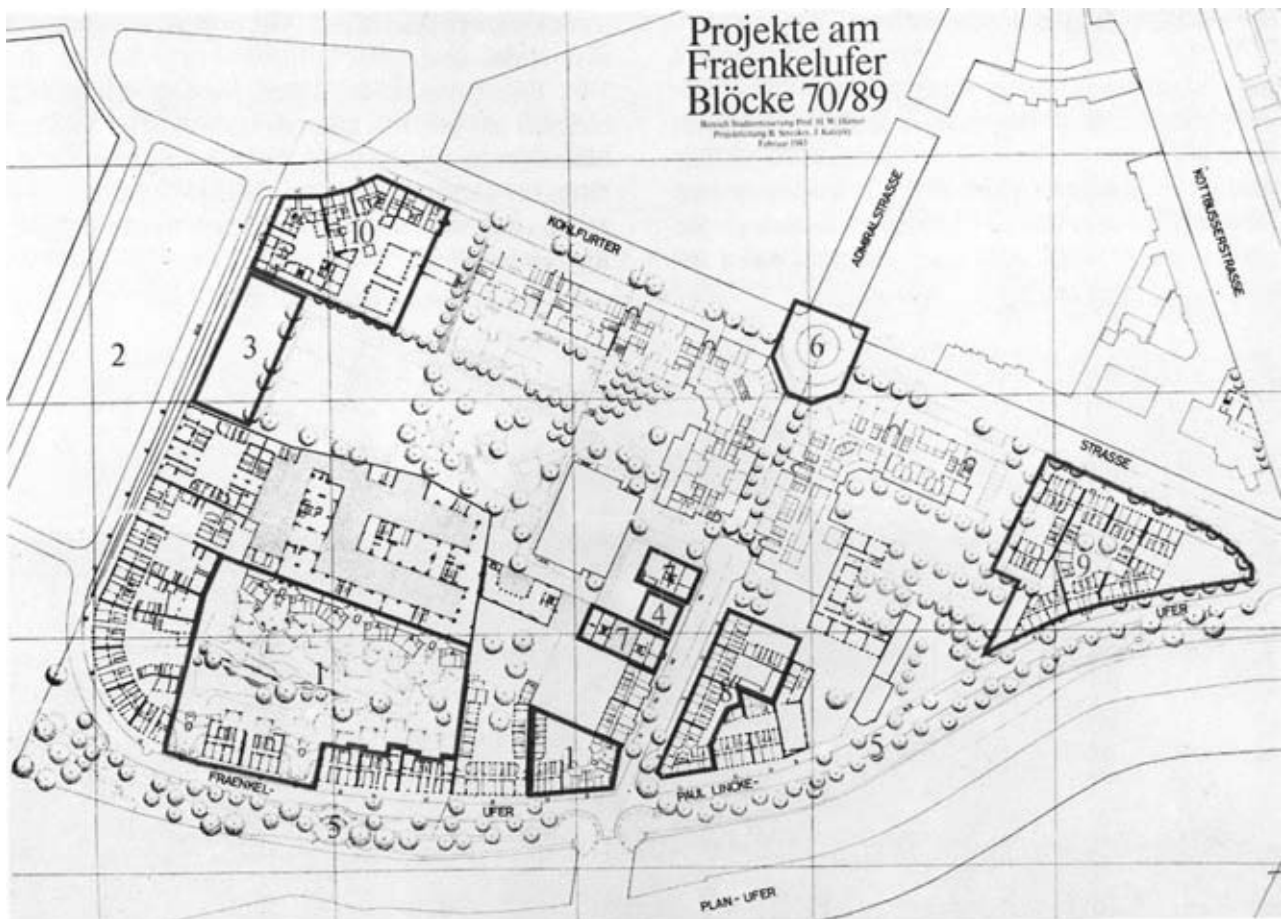 Projekte am
Fraenkelufer
Blöcke 70/89
Februar
KOHLFURTER
ADMIRALSTRASSE
KOTTBUSSERSTRASSE
10
2
3
6
STRASSE
9
4
7
UFER
1
8
1
5
FRAENKEL-
UFER
PAUL LINCKE-
5
PLAN-UFER